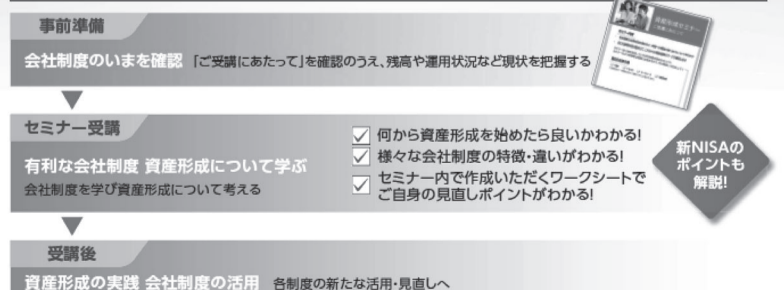 事前準備
会社制度のいまを確認 「ご受講にあたって」を確認のうえ、残高や運用状況など現状を把握する
セミナー受講
有利な会社制度 資産形成について学ぶ
会社制度を学び資産形成について考える
何から資産形成を始めたら良いかわかる!
様々な会社制度の特徴・違いがわかる!
セミナー内で作成いただくワークシートで
ご自身の見直しポイントがわかる!
新NISAの
ポイントも
解説!
受講後
資産形成の実践 会社制度の活用 各制度の新たな活用・見直しへ